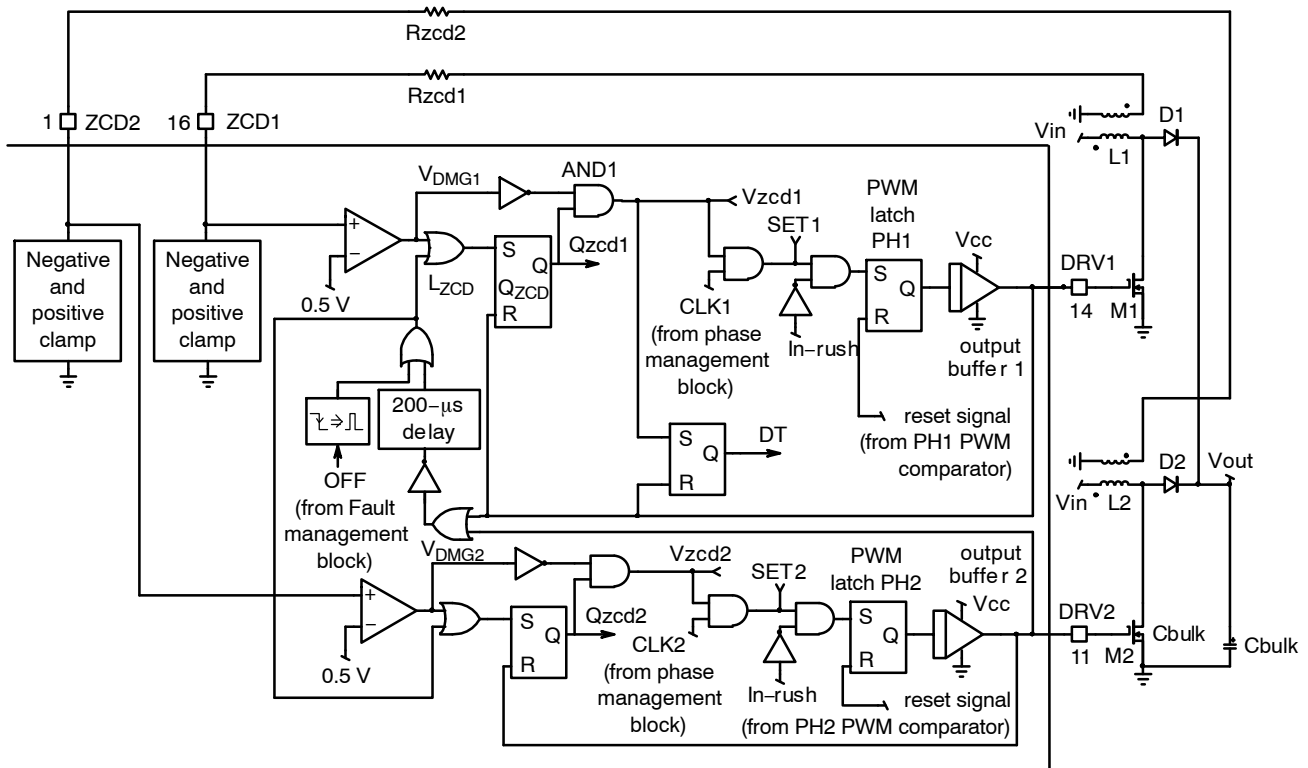 Rzcd2
Rzcd1
1 ZCD2
16 ZCD1
D1
Vin
L1
AND1
VDMG1
PWM
latch
PH1
Vzcd1
SET1
Vcc
+
−
S
Q
QZCD
R
Qzcd1
S
Q
R
DRV1
14
M1
Negative
and
positive
clamp
Negative
and
positive
clamp
0.5 V
LZCD
CLK1
(from phase
management
block)
In−rush
output
buffer 1
200−μs
delay
OFF
(from Fault
management
block)
S
Q
R
DT
reset signal
(from PH1 PWM
comparator)
D2
Vout
Vin
L2
VDMG2
Vzcd2
SET2
PWM
latch PH2
output
buffer 2
Vcc
+
−
0.5 V
S
Q
R
Qzcd2
CLK2
(from phase
management
block)
In−rush
S
Q
R
DRV2
11
M2
Cbulk
Cbulk
reset signal
(from PH2 PWM comparator)